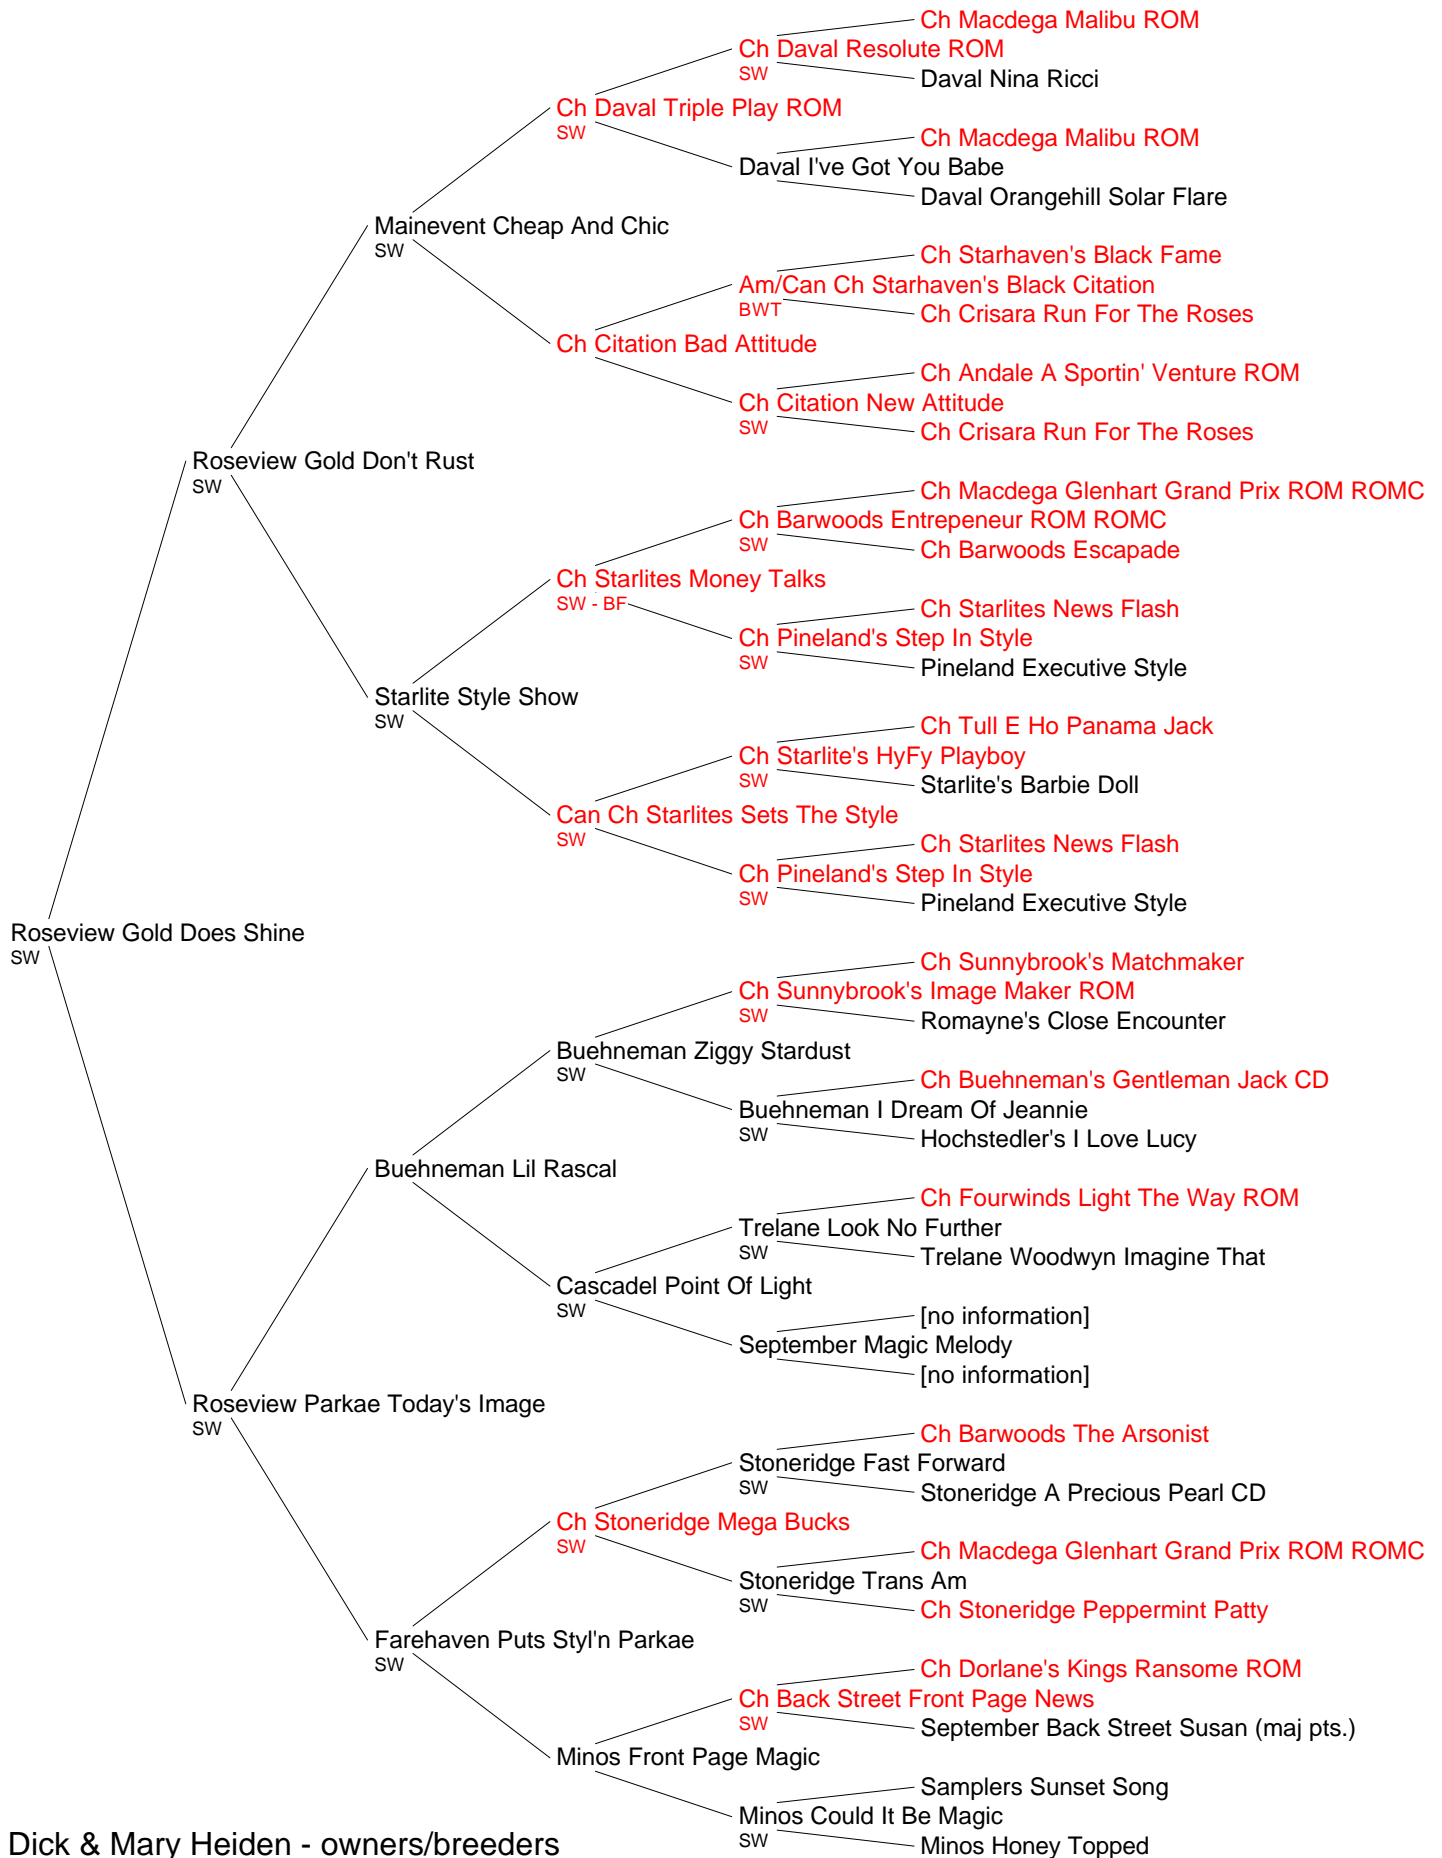 Ch Macdega Malibu ROM
Ch Daval Resolute ROM
SW
Daval Nina Ricci
Ch Daval Triple Play ROM
SW
Ch Macdega Malibu ROM
Daval I've Got You Babe
Daval Orangehill Solar Flare
Mainevent Cheap And Chic
SW
Ch Starhaven's Black Fame
Am/Can Ch Starhaven's Black Citation
BWT
Ch Crisara Run For The Roses
Ch Citation Bad Attitude
Ch Andale A Sportin' Venture ROM
Ch Citation New Attitude
SW
Ch Crisara Run For The Roses
Roseview Gold Don't Rust
SW
Ch Macdega Glenhart Grand Prix ROM ROMC
Ch Barwoods Entrepeneur ROM ROMC
SW
Ch Barwoods Escapade
Ch Starlites Money Talks
SW - BF
Ch Starlites News Flash
Ch Pineland's Step In Style
SW
Pineland Executive Style
Starlite Style Show
SW
Ch Tull E Ho Panama Jack
Ch Starlite's HyFy Playboy
SW
Starlite's Barbie Doll
Can Ch Starlites Sets The Style
SW
Ch Starlites News Flash
Ch Pineland's Step In Style
SW
Pineland Executive Style
Roseview Gold Does Shine
SW
Ch Sunnybrook's Matchmaker
Ch Sunnybrook's Image Maker ROM
SW
Romayne's Close Encounter
Buehneman Ziggy Stardust
SW
Ch Buehneman's Gentleman Jack CD
Buehneman I Dream Of Jeannie
SW
Hochstedler's I Love Lucy
Buehneman Lil Rascal
Ch Fourwinds Light The Way ROM
Trelane Look No Further
SW
Trelane Woodwyn Imagine That
Cascadel Point Of Light
SW
[no information]
September Magic Melody
[no information]
Roseview Parkae Today's Image
SW
Ch Barwoods The Arsonist
Stoneridge Fast Forward
SW
Stoneridge A Precious Pearl CD
Ch Stoneridge Mega Bucks
SW
Ch Macdega Glenhart Grand Prix ROM ROMC
Stoneridge Trans Am
SW
Ch Stoneridge Peppermint Patty
Farehaven Puts Styl'n Parkae
SW
Ch Dorlane's Kings Ransome ROM
Ch Back Street Front Page News
SW
September Back Street Susan (maj pts.)
Minos Front Page Magic
Samplers Sunset Song
Minos Could It Be Magic
SW
Minos Honey Topped
Dick & Mary Heiden - owners/breeders